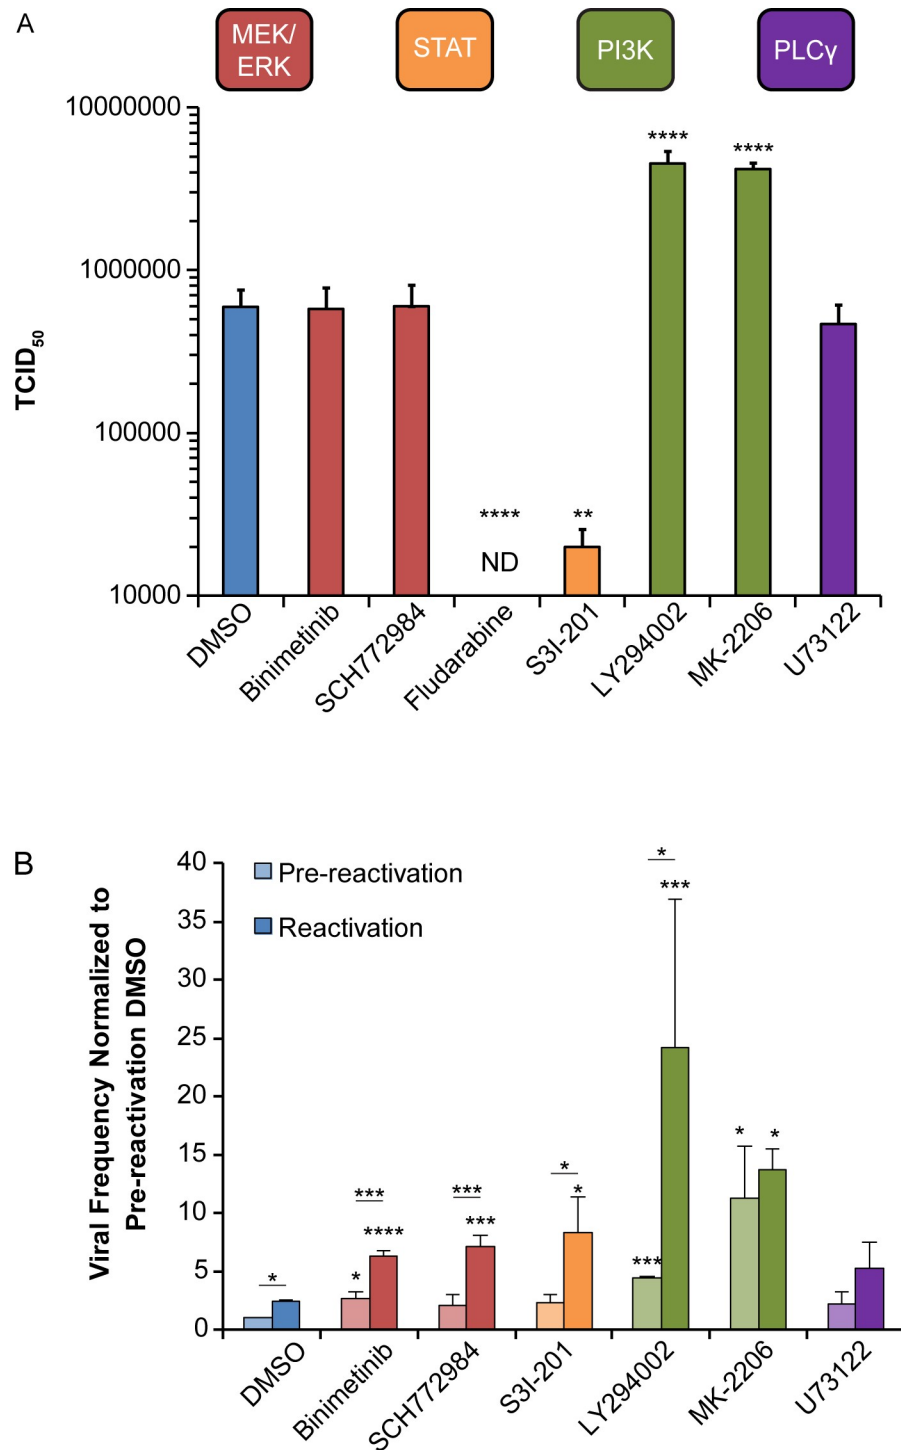 A
MEK/
ERK
STAT
PI3K
PLCγ
10000000
1000000
100000
10000
TCID50
****
****
****
ND
**
DMSO
Binimetinib
SCH772984
Fludarabine
S3I-201
LY294002
MK-2206
U73122
B
Viral Frequency Normalized to
Pre-reactivation DMSO
40
35
30
25
20
15
10
5
0
Pre-reactivation
Reactivation
*
***
*
****
***
***
*
*
*
***
***
*
*
DMSO
Binimetinib
SCH772984
S3I-201
LY294002
MK-2206
U73122